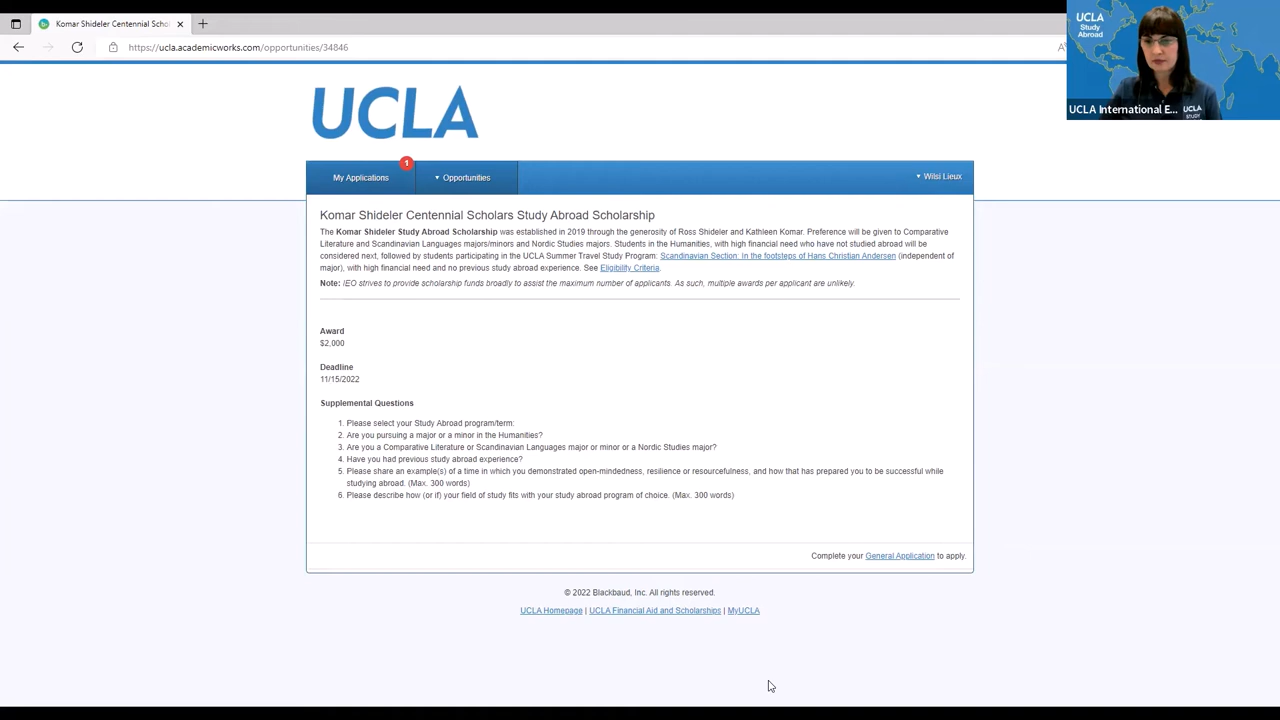 Komar Shideler Centennial Scho
https://ucla.academicworks.com/opportunities/34846
UCLA
Study
Abroad
UCLA International E...
UCLA
STUDY
UCLA
My Applications
1
Opportunities
Wilsi Lieux
Komar Shideler Centennial Scholars Study Abroad Scholarship
The Komar Shideler Study Abroad Scholarship was established in 2019 through the generosity of Ross Shideler and Kathleen Komar. Preference will be given to Comparative
Literature and Scandinavian Languages majors/minors and Nordic Studies majors. Students in the Humanities, with high financial need who have not studied abroad will be
considered next, followed by students participating in the UCLA Summer Travel Study Program: Scandinavian Section: In the footsteps of Hans Christian Andersen (independent of
major), with high financial need and no previous study abroad experience. See Eligibility Criteria.
Note: IEO strives to provide scholarship funds broadly to assist the maximum number of applicants. As such, multiple awards per applicant are unlikely.
Award
$2,000
Deadline
11/15/2022
Supplemental Questions
1. Please select your Study Abroad program/term:
2. Are you pursuing a major or a minor in the Humanities?
3. Are you a Comparative Literature or Scandinavian Languages major or minor or a Nordic Studies major?
4. Have you had previous study abroad experience?
5. Please share an example(s) of a time in which you demonstrated open-mindedness, resilience or resourcefulness, and how that has prepared you to be successful while
studying abroad. (Max. 300 words)
6. Please describe how (or if) your field of study fits with your study abroad program of choice. (Max. 300 words)
Complete your General Application to apply.
© 2022 Blackbaud, Inc. All rights reserved.
UCLA Homepage | UCLA Financial Aid and Scholarships | MyUCLA